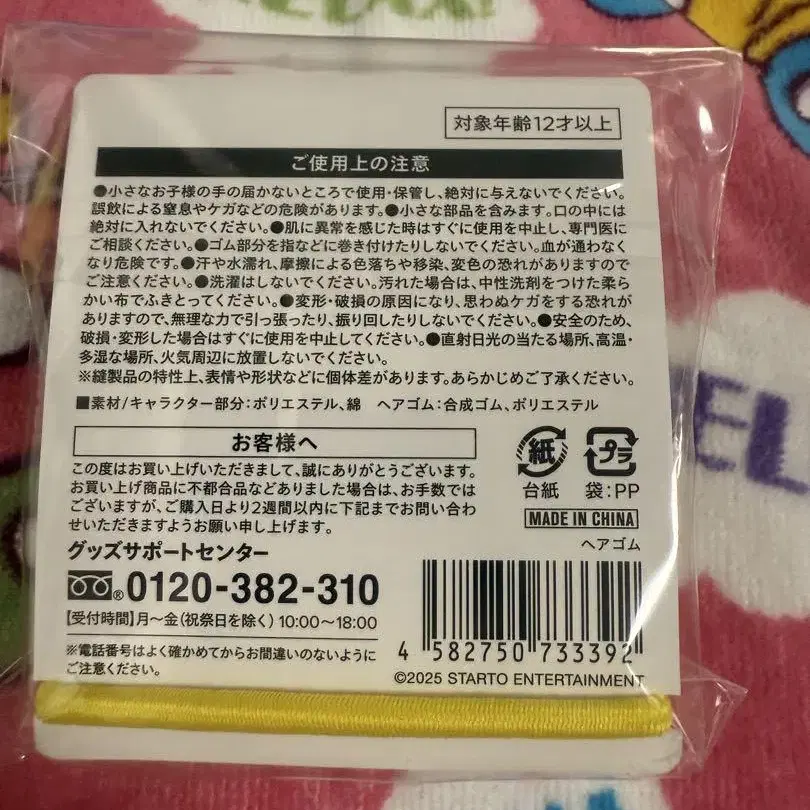 対象年齢12才以上
ご使用上の注意
●小さなお子様の手の届かないところで使用・保管し、絶対に与えないでください。
誤飲による窒息やケガなどの危険があります。●小さな部品を含みます。口の中には
絶対に入れないでください。●肌に異常を感じた時はすぐに使用を中止し、専門医に
ご相談ください。●ゴム部分を指などに巻き付けたりしないでください。血が通わなく
なり危険です。●汗や水濡れ、摩擦による色落ちや移染、変色の恐れがありますので
ご注意ください。●洗濯はしないでください。汚れた場合は、中性洗剤をつけた柔ら
かい布でふきとってください。●変形・破損の原因になり、思わぬケガをする恐れが
ありますので、無理な力で引っ張ったり、振り回したりしないでください。●安全のため、
破損・変形した場合はすぐに使用を中止してください。●直射日光の当たる場所、高温・
多湿な場所、火気周辺に放置しないでください。
※縫製品の特性上、表情や形状などに個体差があります。あらかじめご了承ください。
■素材/キャラクター部分:ポリエステル、綿 ヘアゴム:合成ゴム、ポリエステル
お客様へ
この度はお買い上げいただきまして、誠にありがとうございます。
お買い上げ商品に不都合品などありました場合は、お手数では
ございますが、ご購入日より2週間以内に下記までお問い合わ
せいただきますようお願い申し上げます。
グッズサポートセンター
®0120-382-310
【受付時間】月〜金(祝祭日を除く)10:00〜18:00
※電話番号はよく確かめてからお間違いのないように
ご注意ください。
紙
プラ
台紙
袋:PP
MADE IN CHINA
ヘアゴム
4 582750 733392
©2025 STARTO ENTERTAINMENT
EL